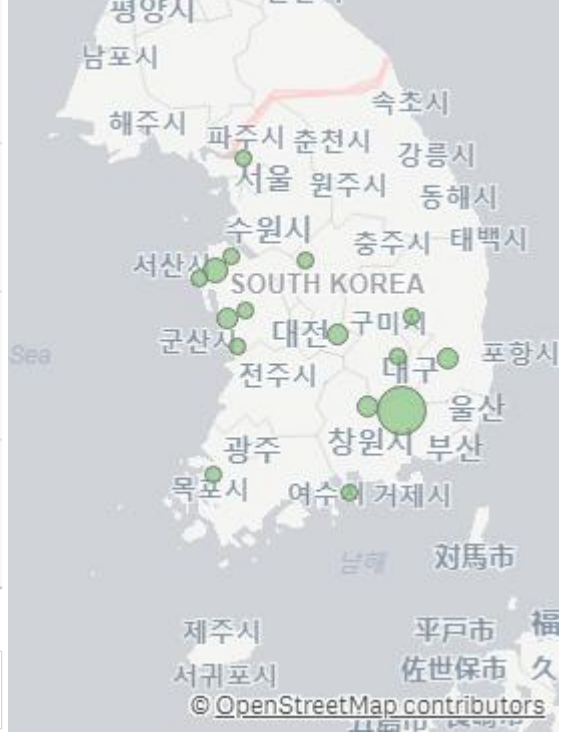 평양시
남포시
속초시
해주시
파주시 춘천시
강릉시
서울 원주시
동해시
수원시
충주시 태백시
서산시
SOUTH KOREA
구미시
대전
군산시
Sea
포항시
대구
전주시
울산
창원시 부산
광주
목포시 여수시 거제시
남해
対馬市
제주시
平戸市
福
佐世保市 久
서귀포시
© OpenStreetMap contributors